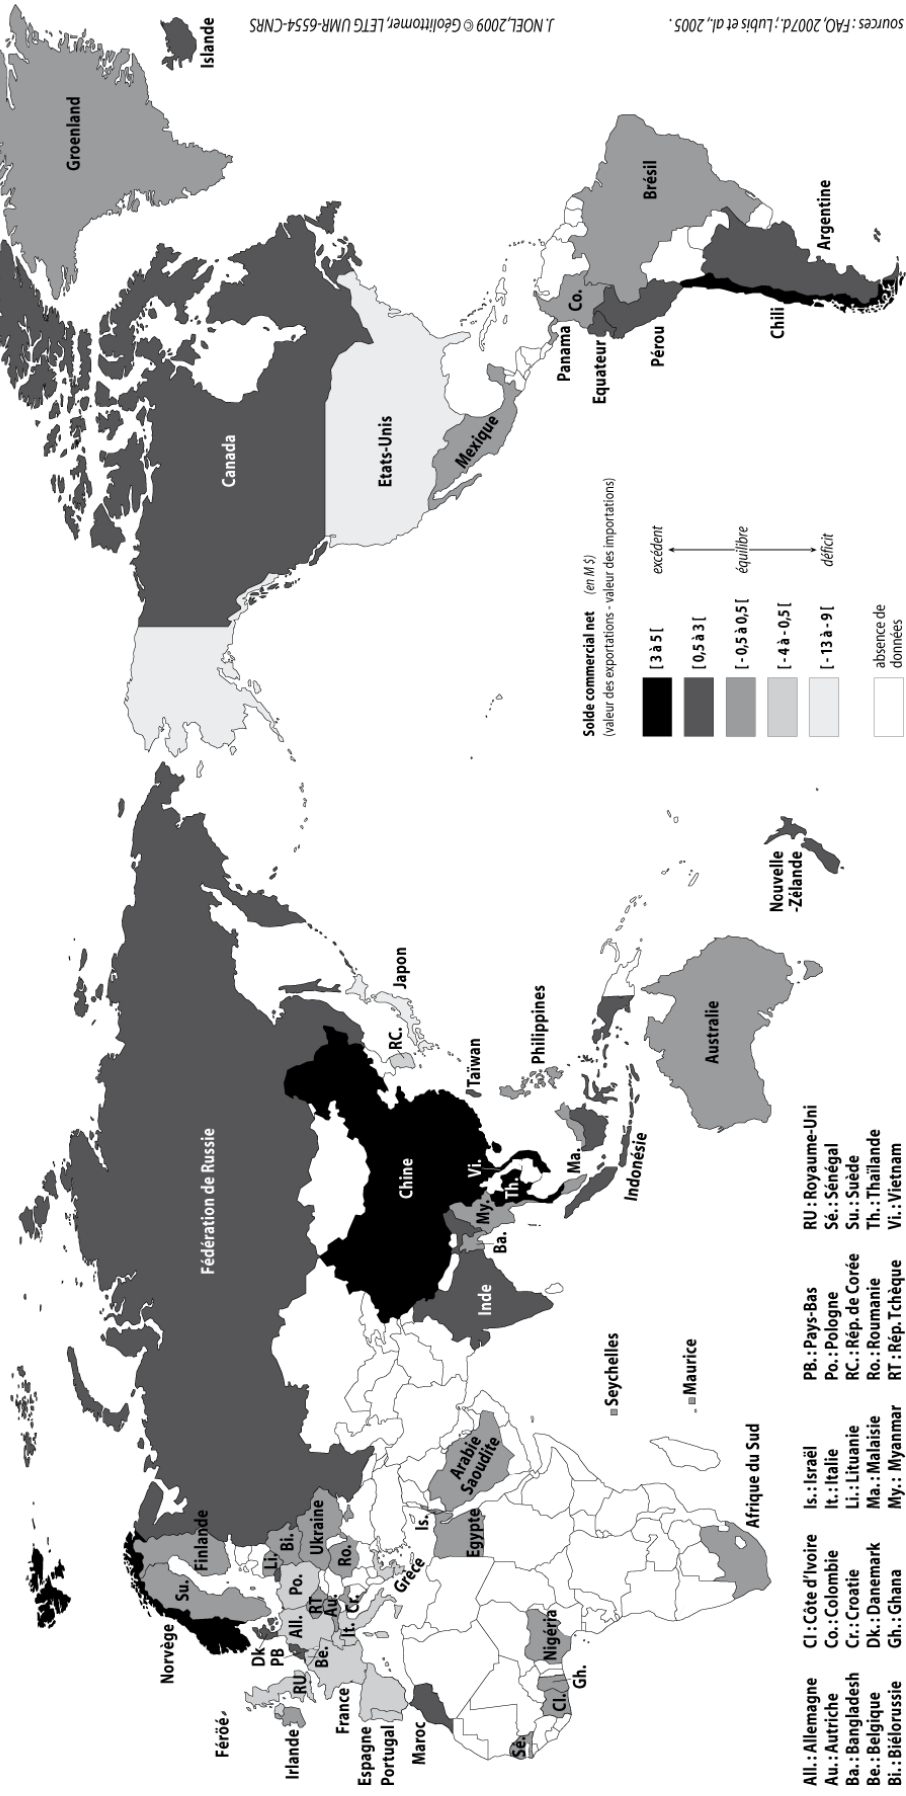 Groenland
Islande
Canada
Etats-Unis
Mexique
Panama
Co.
Equateur
Pérou
Brésil
Chili
Argentine
Fédération de Russie
Chine
Japon
RC.
Taïwan
Philippines
Vi.
Th.
My.
Ba.
Ma.
Inde
Indonésie
Australie
Nouvelle
-Zélande
Seychelles
Maurice
Norvège
Su.
Finlande
Féröé
Irlande
RU
Dk
PB
Be.
All.
Po.
Li.
Bi.
Ukraine
RT
Au.
Ro.
Cr.
It.
France
Espagne
Portugal
Grèce
Maroc
Is.
Egypte
Arabie
Saoudite
Sé.
CI.
Gh.
Nigéria
Afrique du Sud
Solde commercial net (en M $)
(valeur des exportations - valeur des importations)
[ 3 à 5 [
[ 0,5 à 3 [
[ - 0,5 à 0,5 [
[ - 4 à - 0,5 [
[ - 13 à - 9 [
absence de
données
excédent
équilibre
déficit
All. : Allemagne
Au. : Autriche
Ba. : Bangladesh
Be. : Belgique
Bi. : Biélorussie
CI : Côte d'Ivoire
Co. : Colombie
Cr. : Croatie
Dk. : Danemark
Gh. : Ghana
Is. : Israël
It. : Italie
Li. : Lituanie
Ma. : Malaisie
My. : Myanmar
PB. : Pays-Bas
Po. : Pologne
RC : Rép. de Corée
Ro. : Roumanie
RT : Rép. Tchèque
RU : Royaume-Uni
Sé. : Sénégal
Su. : Suède
Th. : Thaïlande
Vi. : Vietnam
J. NOEL, 2009 © Géolittomer, LETG UMR-6554-CNRS
sources : FAO, 2007d.; Lubis et al., 2005.